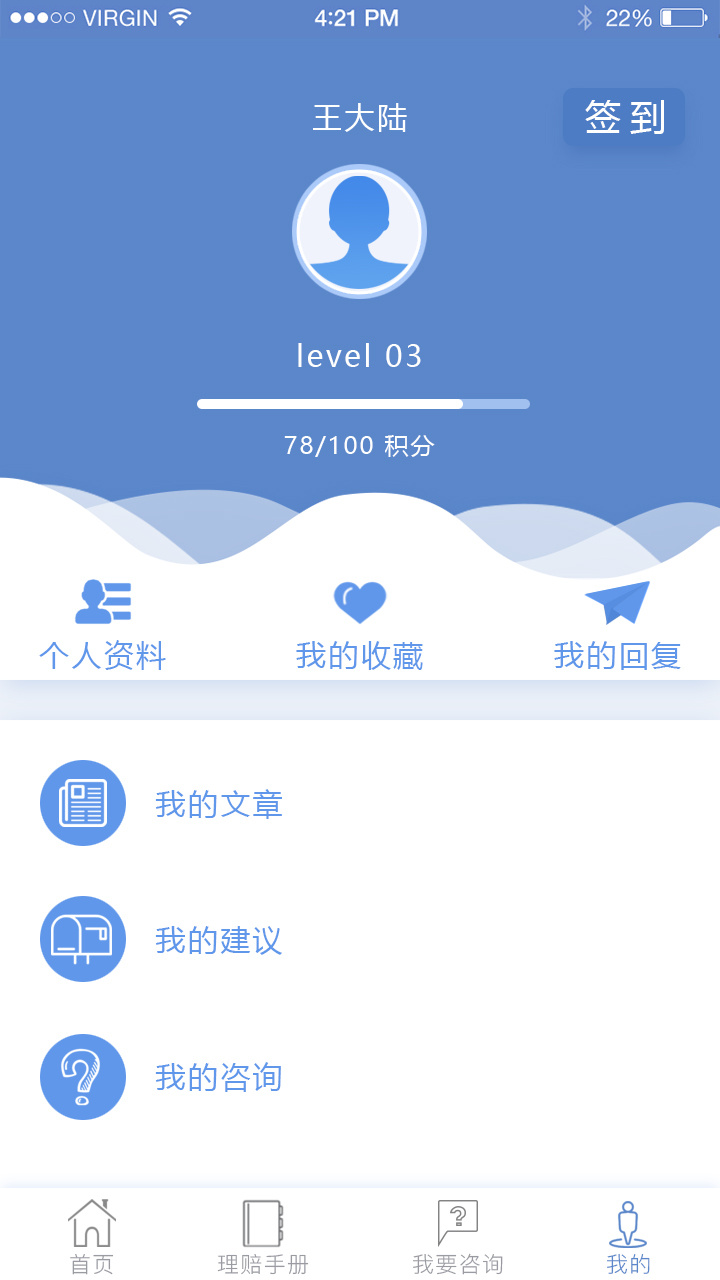 VIRGIN 4:21 PM 22%
王大陆
签到
level 03
78/100 积分
个人资料 我的收藏 我的回复
我的文章
我的建议
我的咨询
首页 理赔手册 我要咨询 我的